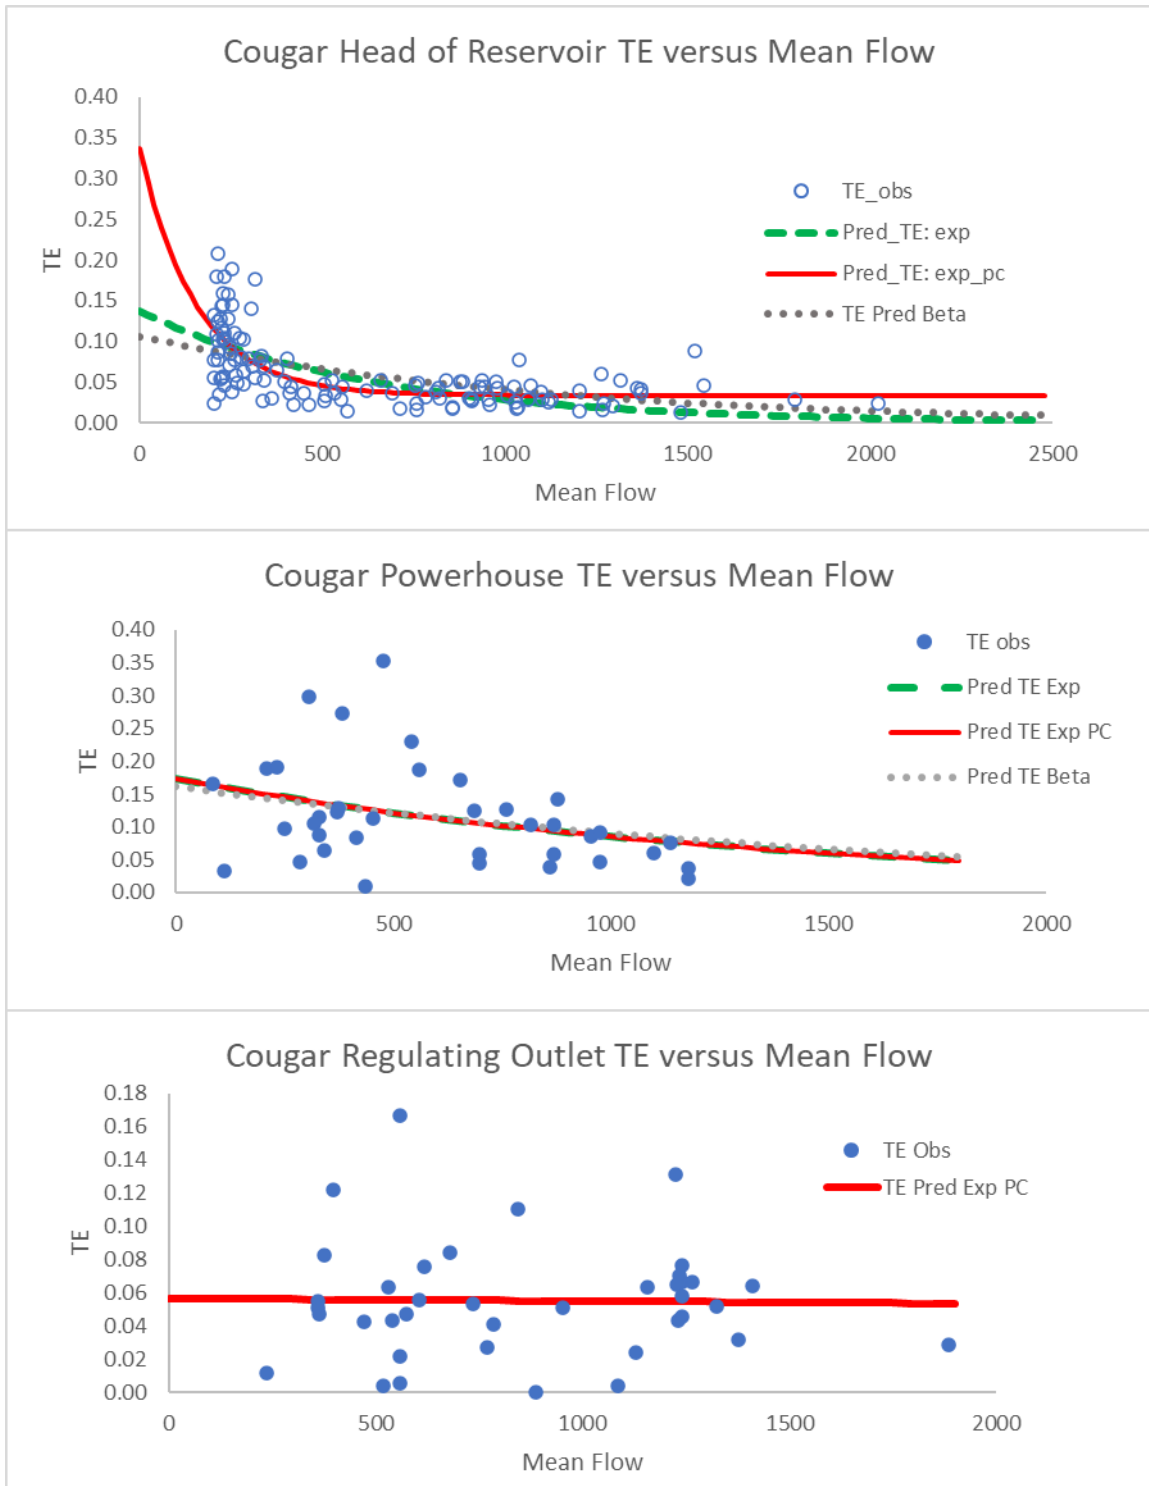 Cougar Head of Reservoir TE versus Mean Flow
0.40
0.35
0.30
0.25
0.20
0.15
0.10
0.05
0.00
TE
TE_obs
Pred_TE: exp
Pred_TE: exp_pc
TE Pred Beta
0 500 1000 1500 2000 2500
Mean Flow
Cougar Powerhouse TE versus Mean Flow
0.40
0.35
0.30
0.25
0.20
0.15
0.10
0.05
0.00
TE
TE obs
Pred TE Exp
Pred TE Exp PC
Pred TE Beta
0 500 1000 1500 2000
Mean Flow
Cougar Regulating Outlet TE versus Mean Flow
0.18
0.16
0.14
0.12
0.10
0.08
0.06
0.04
0.02
0.00
TE
TE Obs
TE Pred Exp PC
0 500 1000 1500 2000
Mean Flow